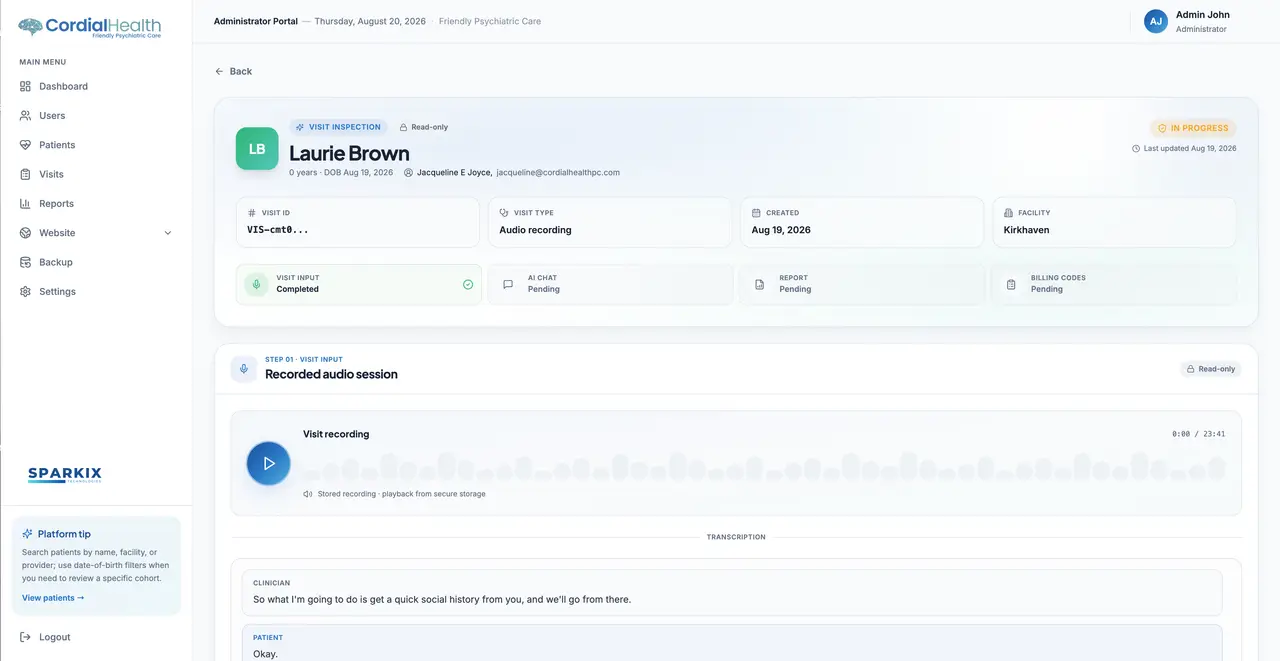 CordialHealth
Friendly Psychiatric Care
MAIN MENU
Dashboard
Users
Patients
Visits
Reports
Website
Backup
Settings
SPARKIX
TECHNOLOGIES
Platform tip
Search patients by name, facility, or
provider; use date-of-birth filters when
you need to review a specific cohort.
View patients →
Logout
Administrator Portal — Thursday, August 20, 2026 · Friendly Psychiatric Care
AJ
Admin John
Administrator
← Back
LB
VISIT INSPECTION
Read-only
Laurie Brown
0 years · DOB Aug 19, 2026
Jacqueline E Joyce, jacqueline@cordialhealthpc.com
IN PROGRESS
Last updated Aug 19, 2026
# VISIT ID
VIS-cmt0...
VISIT TYPE
Audio recording
CREATED
Aug 19, 2026
FACILITY
Kirkhaven
VISIT INPUT
Completed
AI CHAT
Pending
REPORT
Pending
BILLING CODES
Pending
STEP 01 · VISIT INPUT
Recorded audio session
Read-only
Visit recording
0:00 / 23:41
Stored recording · playback from secure storage
TRANSCRIPTION
CLINICIAN
So what I'm going to do is get a quick social history from you, and we'll go from there.
PATIENT
Okay.